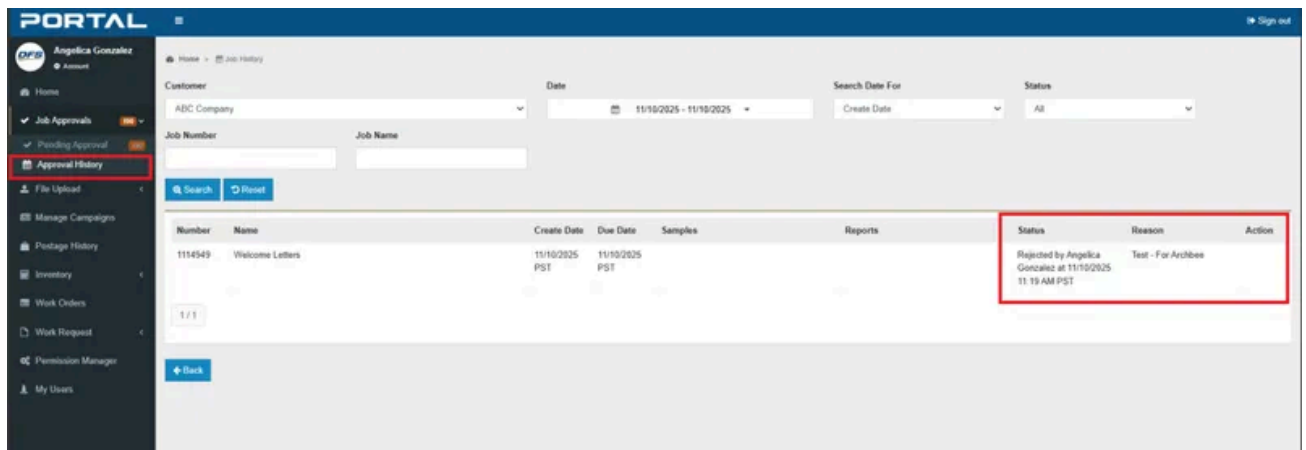 PORTAL
Sign out
DFS
Angelica Gonzalez
Account
Home > Job History
Home
Job Approvals
Pending Approval
Approval History
File Upload
Manage Campaigns
Postage History
Inventory
Work Orders
Work Request
Permission Manager
My Users
Customer
Date
Search Date For
Status
ABC Company
11/10/2025 - 11/10/2025
Create Date
All
Job Number
Job Name
Search
Reset
Number Name Create Date Due Date Samples Reports Status Reason Action
1114949 Welcome Letters 11/10/2025 11/10/2025 Rejected by Angelica Test - For Archbee
PST PST Gonzalez at 11/10/2025
11:19 AM PST
1 / 1
Back